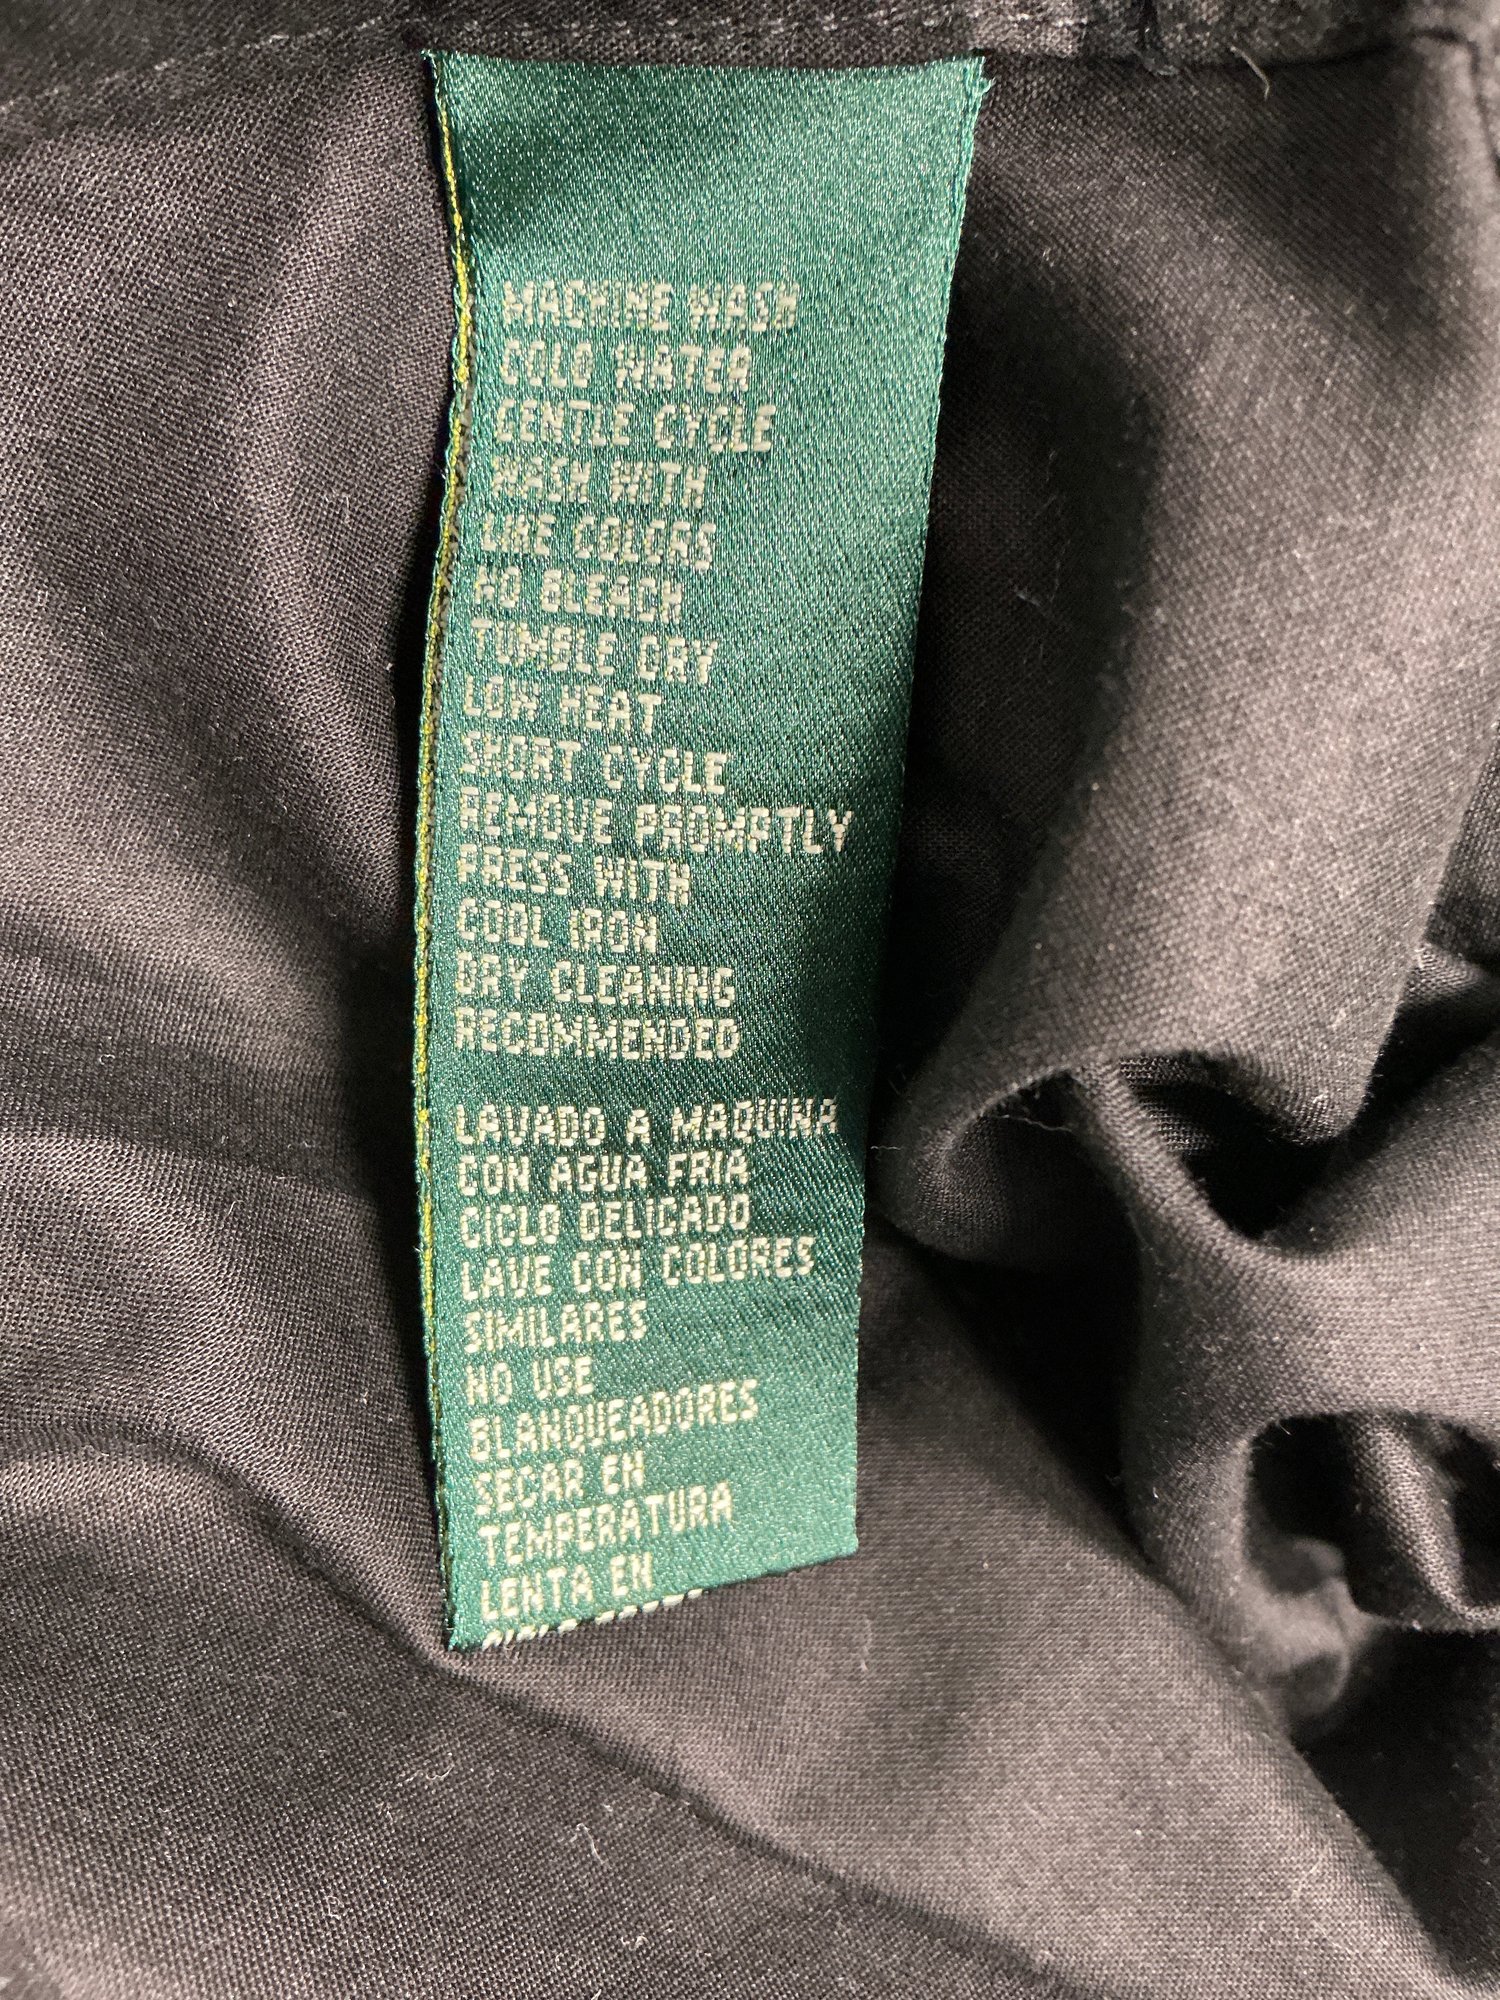 MACHINE WASH
COLD WATER
GENTLE CYCLE
WASH WITH
LIKE COLORS
NO BLEACH
TUMBLE DRY
LOW HEAT
SHORT CYCLE
REMOVE PROMPTLY
PRESS WITH
COOL IRON
DRY CLEANING
RECOMMENDED
LAVADO A MAQUINA
CON AGUA FRIA
CICLO DELICADO
LAVE CON COLORES
SIMILARES
NO USE
BLANQUEADORES
SECAR EN
TEMPERATURA
LENTA EN